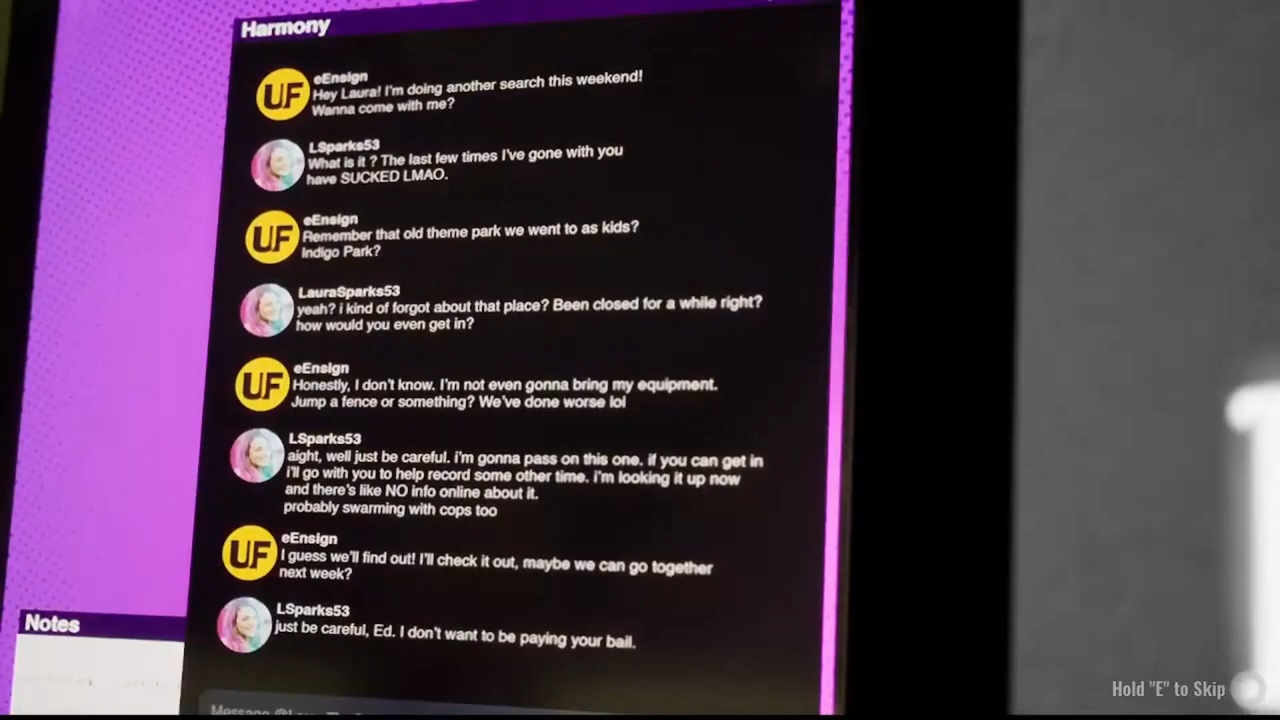 Harmony
eEnsign
UF
Hey Laura! I'm doing another search this weekend!
Wanna come with me?
LSparks53
What is it ? The last few times I've gone with you
have SUCKED LMAO.
eEnsign
UF
Remember that old theme park we went to as kids?
Indigo Park?
LauraSparks53
yeah? i kind of forgot about that place? Been closed for a while right?
how would you even get in?
eEnsign
UF
Honestly, I don't know. I'm not even gonna bring my equipment.
Jump a fence or something? We've done worse lol
LSparks53
aight, well just be careful. i'm gonna pass on this one. if you can get in
i'll go with you to help record some other time. i'm looking it up now
and there's like NO info online about it.
probably swarming with cops too
eEnsign
UF
I guess we'll find out! I'll check it out, maybe we can go together
next week?
LSparks53
just be careful, Ed. I don't want to be paying your bail.
Notes
Message
Hold "E" to Skip